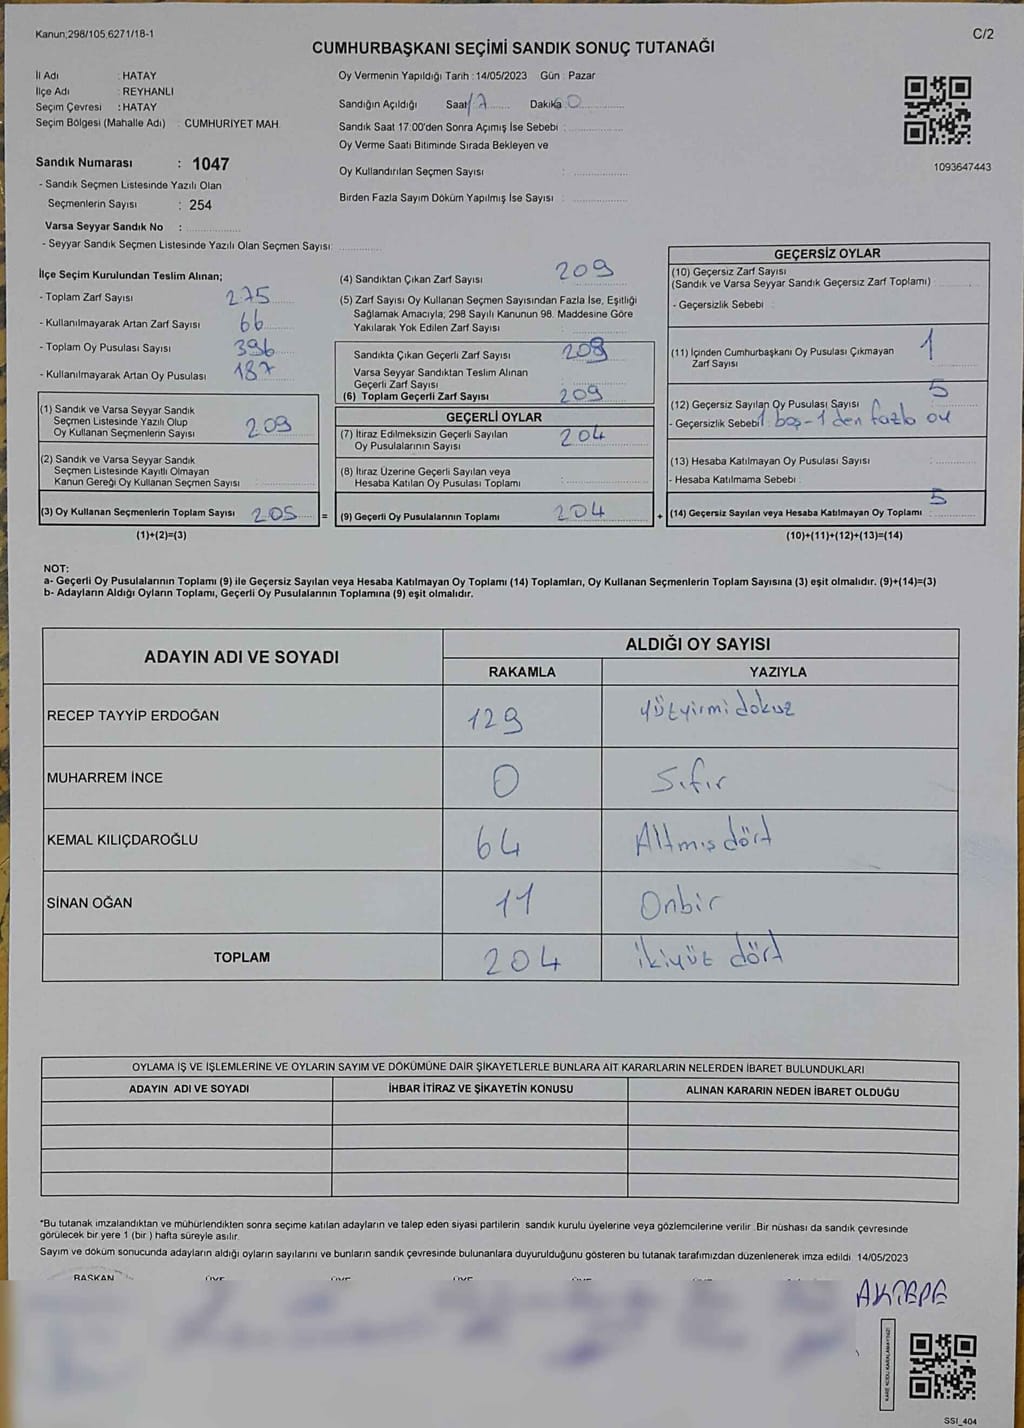 Kanun;298/105,6271/18-1
C/2
CUMHURBAŞKANI SEÇİMİ SANDIK SONUÇ TUTANAĞI
İl Adı : HATAY
İlçe Adı : REYHANLI
Seçim Çevresi : HATAY
Seçim Bölgesi (Mahalle Adı) : CUMHURİYET MAH.
Sandık Numarası : 1047
- Sandık Seçmen Listesinde Yazılı Olan
Seçmenlerin Sayısı : 254
Varsa Seyyar Sandık No :
- Seyyar Sandık Seçmen Listesinde Yazılı Olan Seçmen Sayısı:
Oy Vermenin Yapıldığı Tarih : 14/05/2023 Gün : Pazar
Sandığın Açıldığı Saat 17 Dakika 0
Sandık Saat 17:00'den Sonra Açımış İse Sebebi :
Oy Verme Saati Bitiminde Sırada Bekleyen ve
Oy Kullandırılan Seçmen Sayısı :
Birden Fazla Sayım Döküm Yapılmış İse Sayısı :
1093647443
İlçe Seçim Kurulundan Teslim Alınan;
- Toplam Zarf Sayısı 275
- Kullanılmayarak Artan Zarf Sayısı 66
- Toplam Oy Pusulası Sayısı 396
- Kullanılmayarak Artan Oy Pusulası 187
(1) Sandık ve Varsa Seyyar Sandık
Seçmen Listesinde Yazılı Olup
Oy Kullanan Seçmenlerin Sayısı 209
(2) Sandık ve Varsa Seyyar Sandık
Seçmen Listesinde Kayıtlı Olmayan
Kanun Gereği Oy Kullanan Seçmen Sayısı
(3) Oy Kullanan Seçmenlerin Toplam Sayısı 205 =
(1)+(2)=(3)
(4) Sandıktan Çıkan Zarf Sayısı 209
(5) Zarf Sayısı Oy Kullanan Seçmen Sayısından Fazla İse, Eşitliği
Sağlamak Amacıyla; 298 Sayılı Kanunun 98. Maddesine Göre
Yakılarak Yok Edilen Zarf Sayısı :
Sandıkta Çıkan Geçerli Zarf Sayısı 209
Varsa Seyyar Sandıktan Teslim Alınan
Geçerli Zarf Sayısı
(6) Toplam Geçerli Zarf Sayısı 209
GEÇERLİ OYLAR
(7) İtiraz Edilmeksizin Geçerli Sayılan
Oy Pusulalarının Sayısı 204
(8) İtiraz Üzerine Geçerli Sayılan veya
Hesaba Katılan Oy Pusulası Toplamı
(9) Geçerli Oy Pusulalarının Toplamı 204 +
GEÇERSİZ OYLAR
(10) Geçersiz Zarf Sayısı
(Sandık ve Varsa Seyyar Sandık Geçersiz Zarf Toplamı)
- Geçersizlik Sebebi :
(11) İçinden Cumhurbaşkanı Oy Pusulası Çıkmayan
Zarf Sayısı 1
(12) Geçersiz Sayılan Oy Pusulası Sayısı 5
- Geçersizlik Sebebi 1 boş-1 den fazla oy
(13) Hesaba Katılmayan Oy Pusulası Sayısı
- Hesaba Katılmama Sebebi :
(14) Geçersiz Sayılan veya Hesaba Katılmayan Oy Toplamı 5
(10)+(11)+(12)+(13)=(14)
NOT:
a- Geçerli Oy Pusulalarının Toplamı (9) ile Geçersiz Sayılan veya Hesaba Katılmayan Oy Toplamı (14) Toplamları, Oy Kullanan Seçmenlerin Toplam Sayısına (3) eşit olmalıdır. (9)+(14)=(3)
b- Adayların Aldığı Oyların Toplamı, Geçerli Oy Pusulalarının Toplamına (9) eşit olmalıdır.
ADAYIN ADI VE SOYADI
ALDIĞI OY SAYISI
RAKAMLA YAZIYLA
RECEP TAYYİP ERDOĞAN 129 Yüzyirmi dokuz
MUHARREM İNCE 0 Sıfır
KEMAL KILIÇDAROĞLU 64 Altmış dört
SİNAN OĞAN 11 Onbir
TOPLAM 204 ikiyüz dört
OYLAMA İŞ VE İŞLEMLERİNE VE OYLARIN SAYIM VE DÖKÜMÜNE DAİR ŞİKAYETLERLE BUNLARA AİT KARARLARIN NELERDEN İBARET BULUNDUKLARI
ADAYIN ADI VE SOYADI İHBAR İTİRAZ VE ŞİKAYETİN KONUSU ALINAN KARARIN NEDEN İBARET OLDUĞU
*Bu tutanak imzalandıktan ve mühürlendikten sonra seçime katılan adayların ve talep eden siyasi partilerin sandık kurulu üyelerine veya gözlemcilerine verilir. Bir nüshası da sandık çevresinde
görülecek bir yere 1 (bir) hafta süreyle asılır.
Sayım ve döküm sonucunda adayların aldığı oyların sayılarını ve bunların sandık çevresinde bulunanlara duyurulduğunu gösteren bu tutanak tarafımızdan düzenlenerek imza edildi. 14/05/2023
BAŞKAN ÜYE ÜYE ÜYE
AKTEPE
KARE KODU KARALAMAYINIZ!
SSI_404